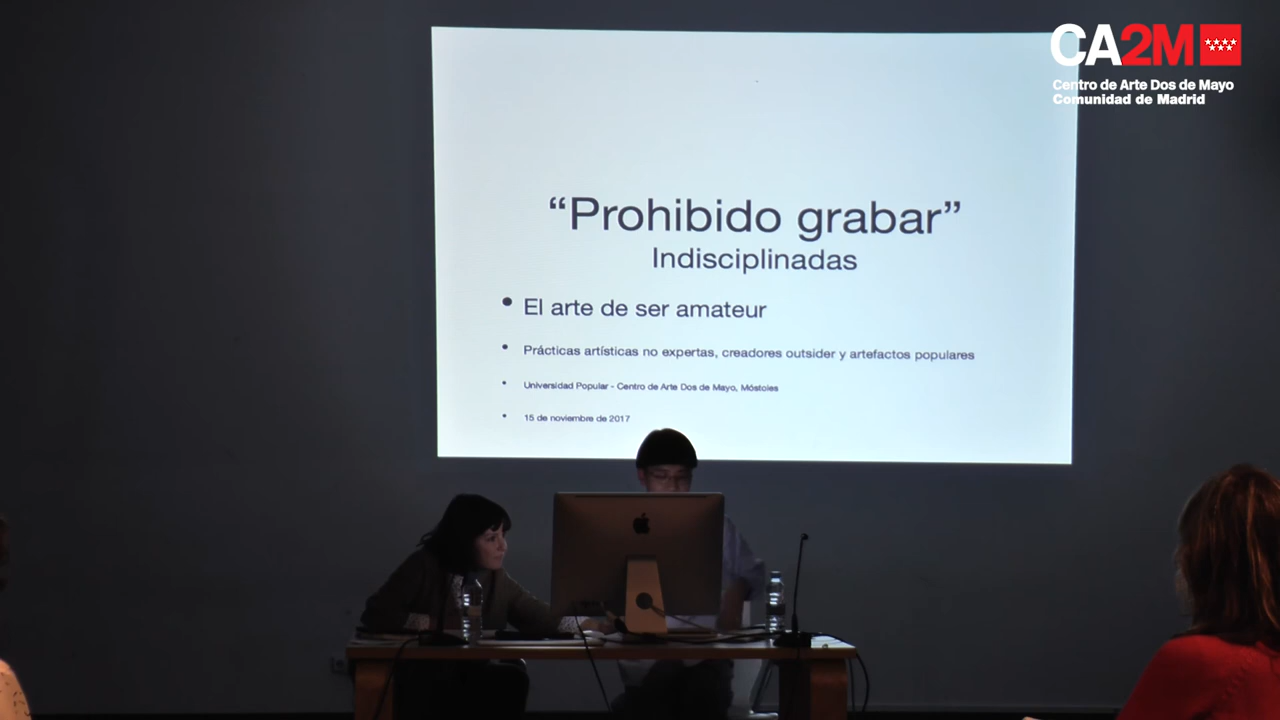 CA2M
Centro de Arte Dos de Mayo
Comunidad de Madrid
“Prohibido grabar”
Indisciplinadas
El arte de ser amateur
Prácticas artísticas no expertas, creadores outsider y artefactos populares
Universidad Popular - Centro de Arte Dos de Mayo, Móstoles
15 de noviembre de 2017